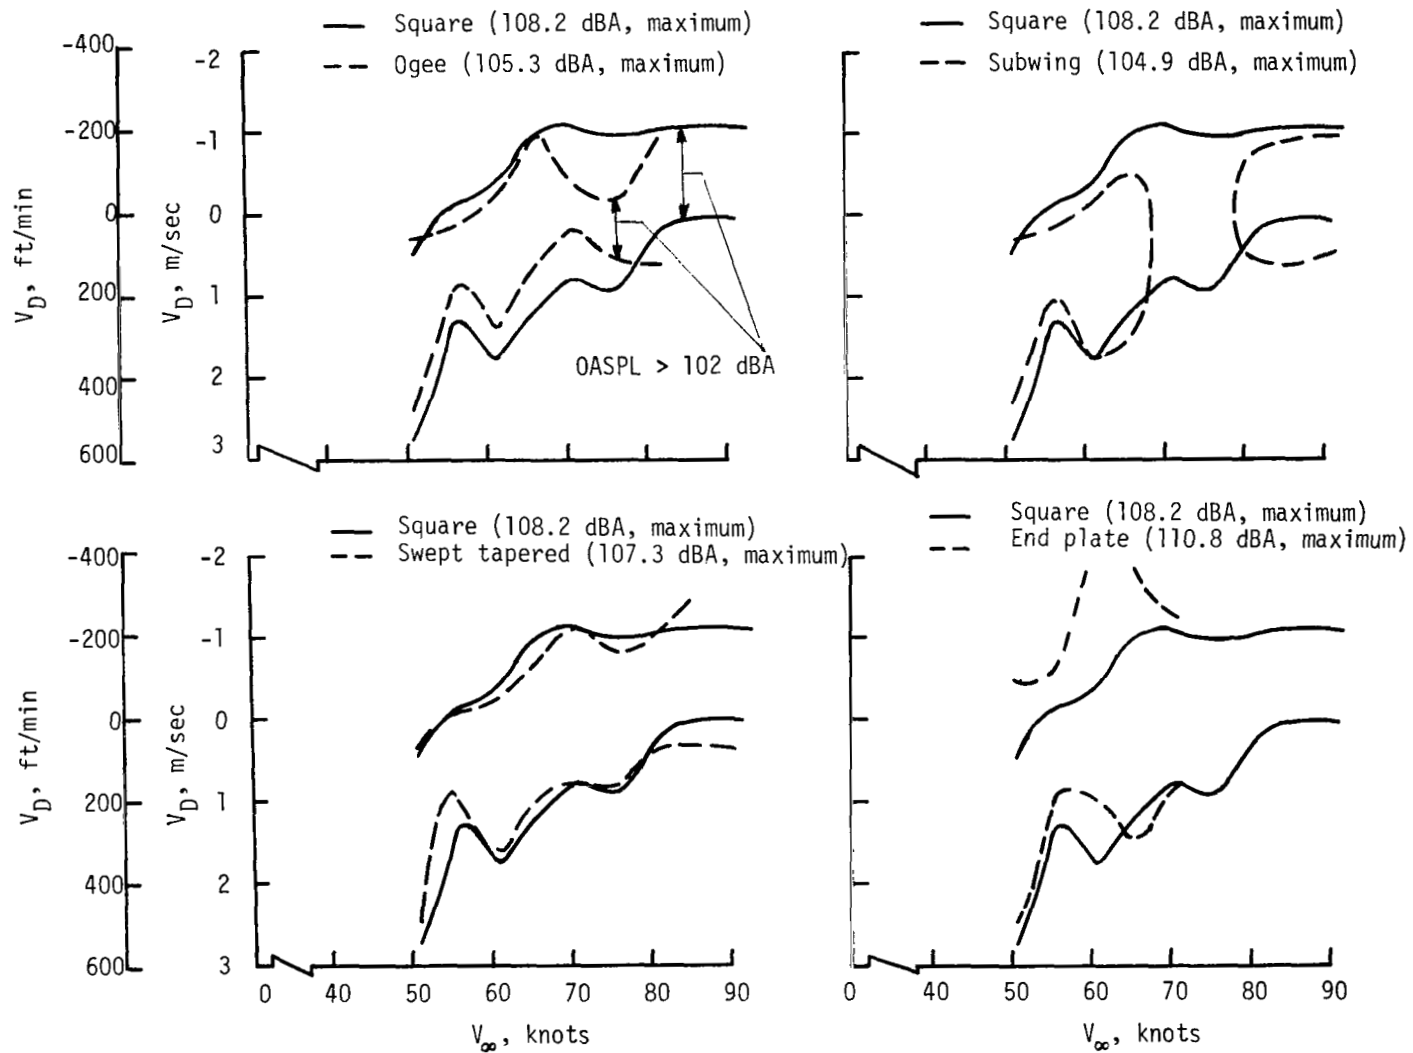 Square (108.2 dBA, maximum)
Ogee (105.3 dBA, maximum)
-400
-200
0
200
400
600
V_D, ft/min
-2
-1
0
1
2
3
V_D, m/sec
OASPL > 102 dBA
Square (108.2 dBA, maximum)
Subwing (104.9 dBA, maximum)
Square (108.2 dBA, maximum)
Swept tapered (107.3 dBA, maximum)
-400
-200
0
200
400
600
V_D, ft/min
-2
-1
0
1
2
3
V_D, m/sec
0 40 50 60 70 80 90
V_∞, knots
Square (108.2 dBA, maximum)
End plate (110.8 dBA, maximum)
0 40 50 60 70 80 90
V_∞, knots